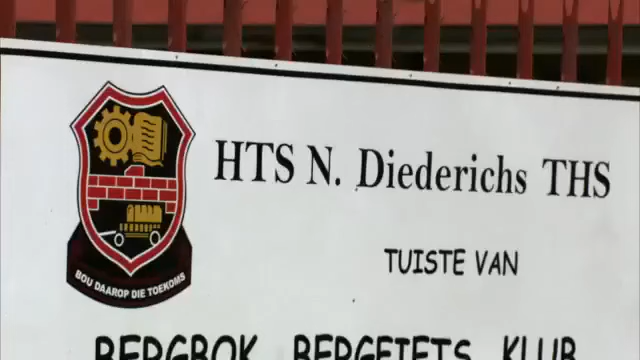 HTS N. Diederichs THS
BOU DAAROP DIE TOEKOMS
TUISTE VAN
BERGBOK BERGFIETS KLUB